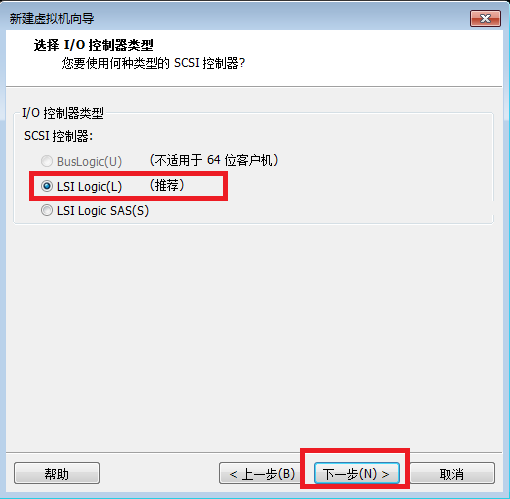 新建虚拟机向导
选择 I/O 控制器类型
您要使用何种类型的 SCSI 控制器?
I/O 控制器类型
SCSI 控制器:
BusLogic(U) (不适用于 64 位客户机)
LSI Logic(L) (推荐)
LSI Logic SAS(S)
帮助 < 上一步(B) 下一步(N) > 取消